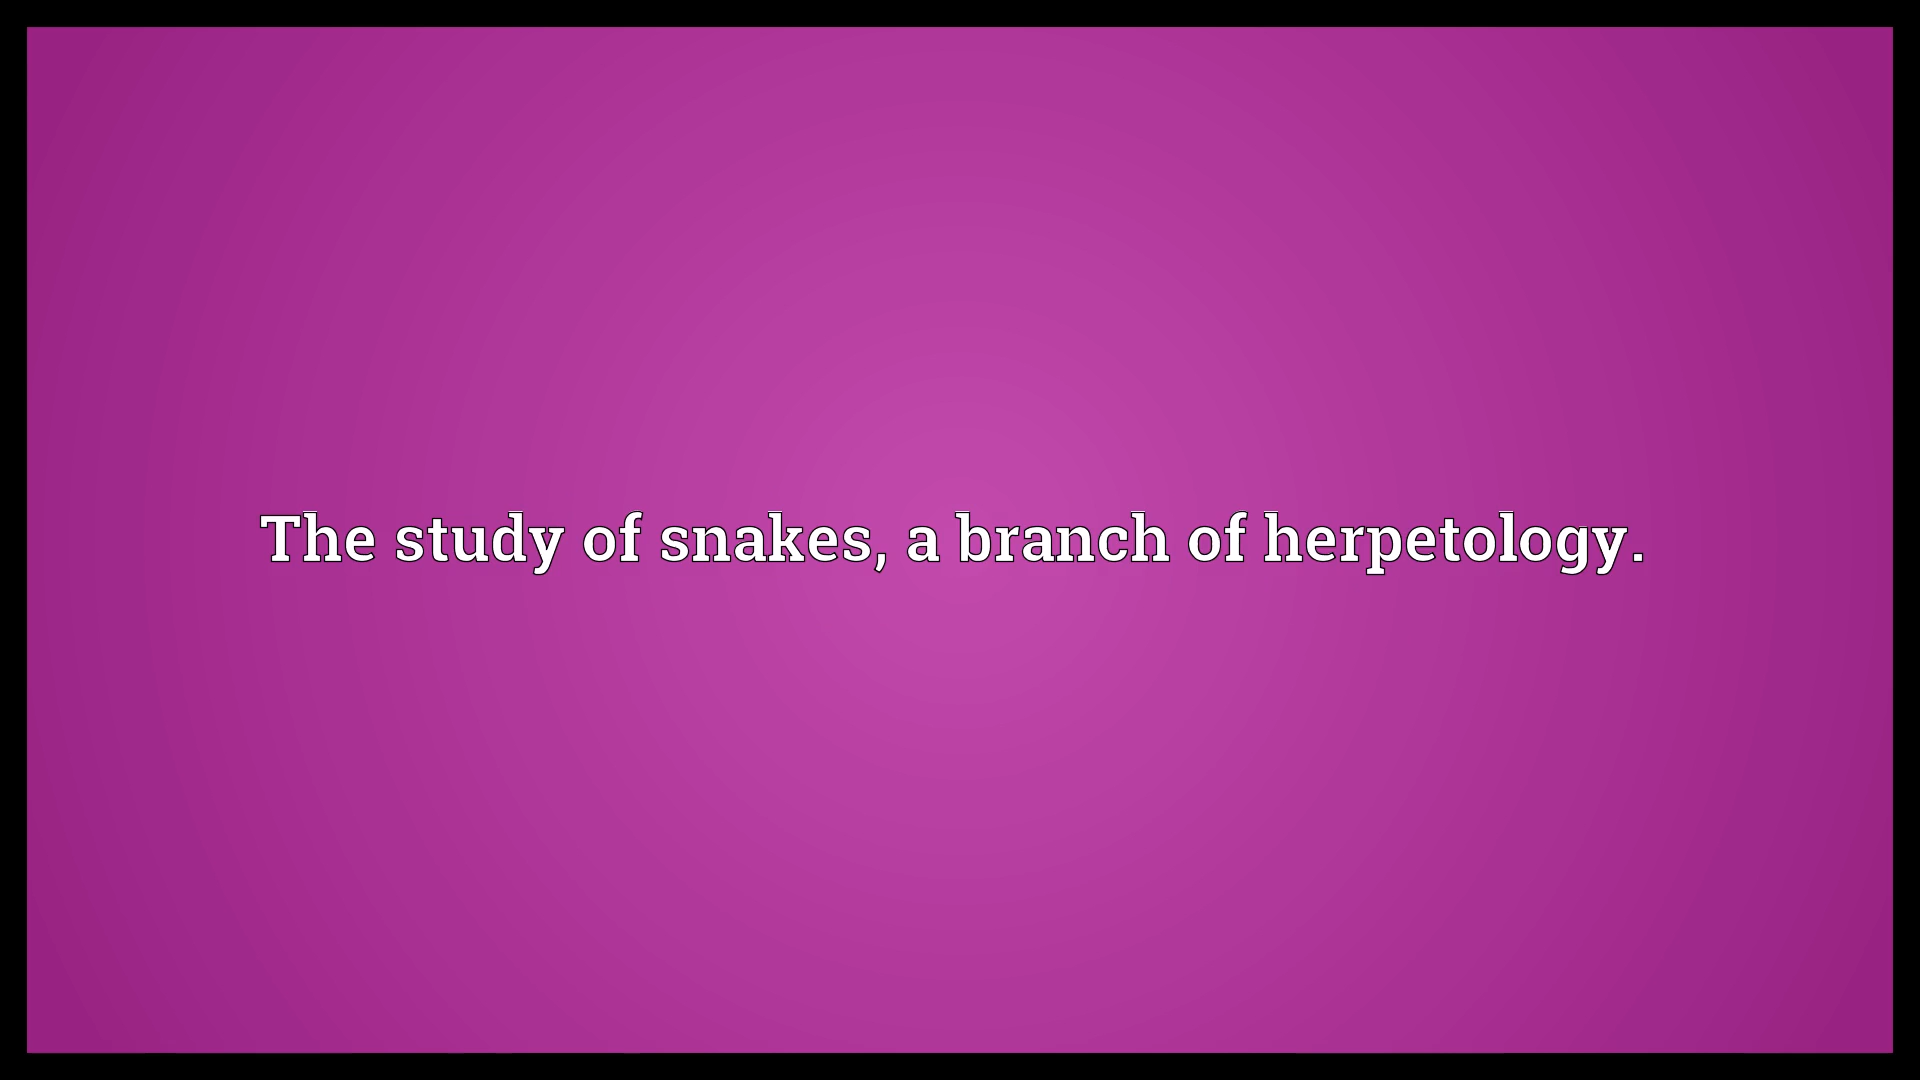 The study of snakes, a branch of herpetology.